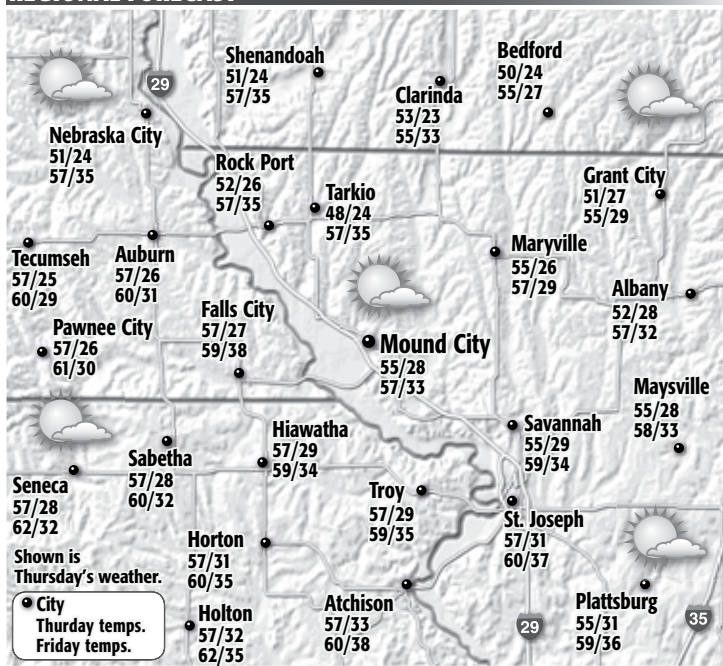 Shenandoah
51/24
57/35
Bedford
50/24
55/27
29
Clarinda
53/23
55/33
Nebraska City
51/24
57/35
Rock Port
52/26
57/35
Tarkio
48/24
57/35
Grant City
51/27
55/29
Tecumseh
57/25
60/29
Auburn
57/26
60/31
Maryville
55/26
57/29
Albany
52/28
57/32
Pawnee City
57/26
61/30
Falls City
57/27
59/38
Mound City
55/28
57/33
Maysville
55/28
58/33
Seneca
57/28
62/32
Sabetha
57/28
60/32
Hiawatha
57/29
59/34
Savannah
55/29
59/34
Troy
57/29
59/35
St. Joseph
57/31
60/37
Shown is
Thursday's weather.
City
Thurday temps.
Friday temps.
Horton
57/31
60/35
Holton
57/32
62/35
Atchison
57/33
60/38
29
Plattsburg
55/31
59/36
35